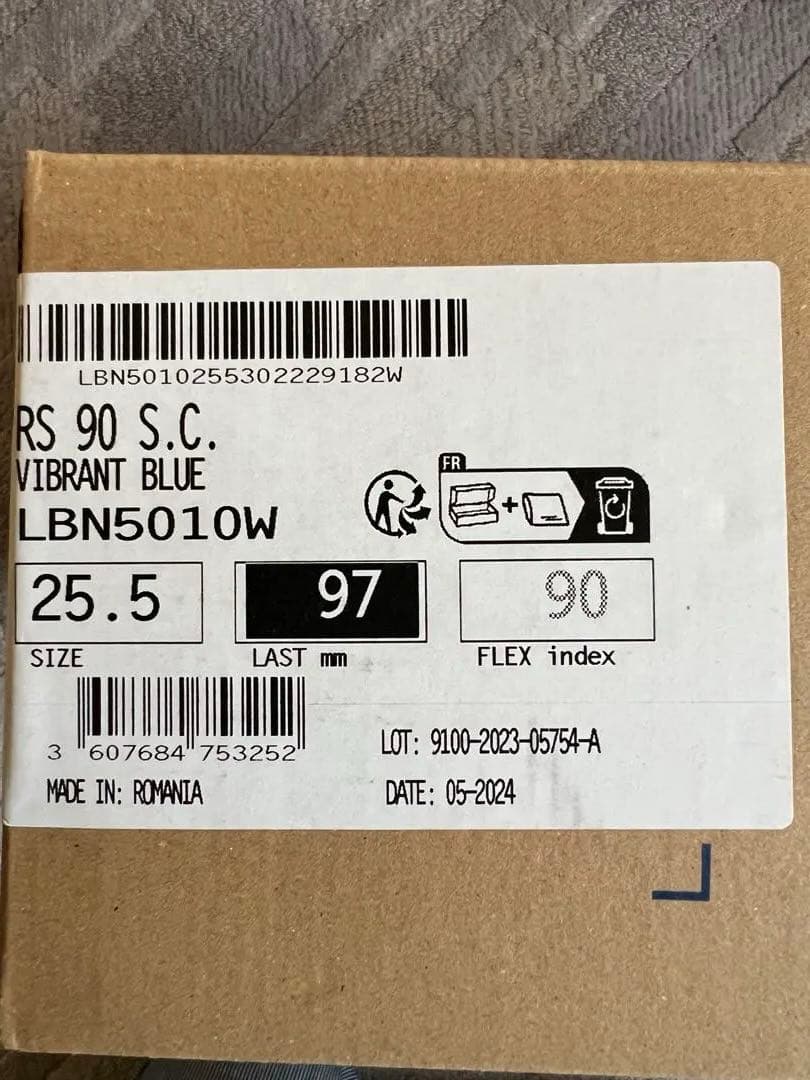 LBN5010255302229182W
RS 90 S.C.
VIBRANT BLUE
LBN5010W
FR
25.5
97
90
SIZE
LAST mm
FLEX index
3 607684 753252
LOT: 9100-2023-05754-A
MADE IN: ROMANIA
DATE: 05-2024